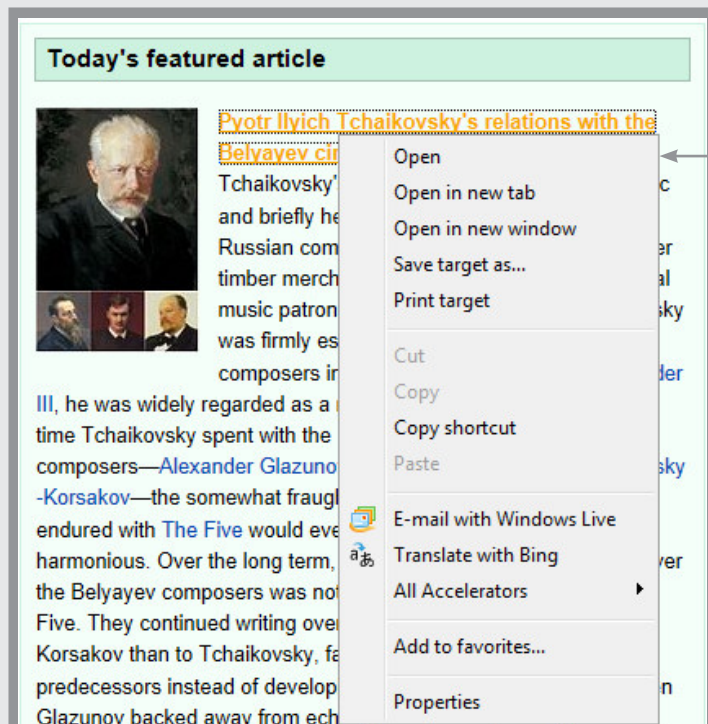 Today's featured article
Pyotr Ilyich Tchaikovsky's relations with the
Belyayev
Tchaikovsky'
and briefly
Russian com
timber merch
music patron
was firmly es
composers
III, he was widely regarded as a
time Tchaikovsky spent with the
composers—Alexander Glazuno
-Korsakov—the somewhat fraugl
endured with The Five would eve
harmonious. Over the long term,
the Belyayev composers was not
Five. They continued writing over
Korsakov than to Tchaikovsky, fa
predecessors instead of develop
Glazunov backed away from ech
Open
Open in new tab
Open in new window
Save target as...
Print target
Cut
Copy
Copy shortcut
Paste
E-mail with Windows Live
Translate with Bing
All Accelerators
Add to favorites...
Properties
c
er
al
sky
der
sky
ver
n